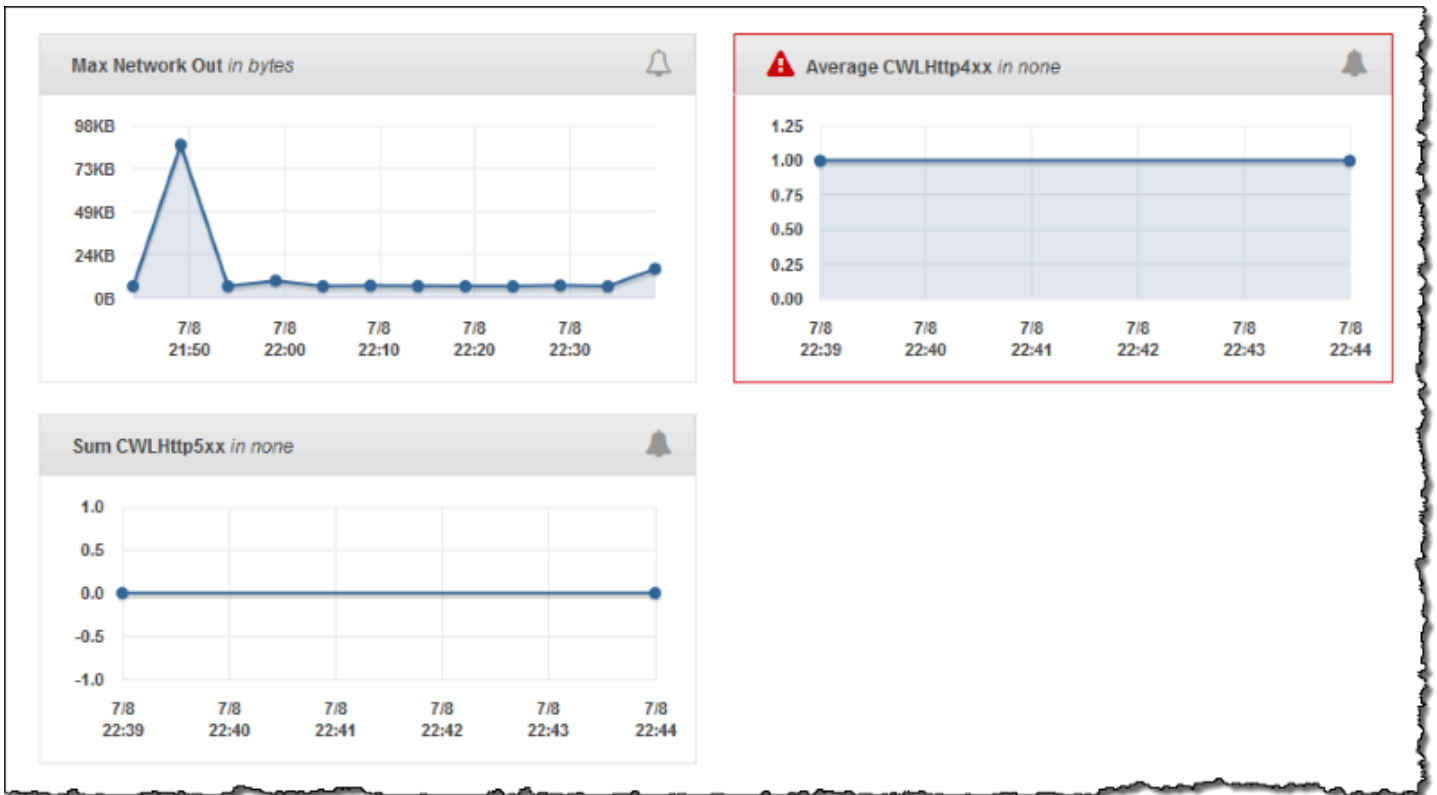 Max Network Out in bytes
98KB
73KB
49KB
24KB
0B
7/8 7/8 7/8 7/8 7/8
21:50 22:00 22:10 22:20 22:30
Average CWLHttp4xx in none
1.25
1.00
0.75
0.50
0.25
0.00
7/8 7/8 7/8 7/8 7/8 7/8
22:39 22:40 22:41 22:42 22:43 22:44
Sum CWLHttp5xx in none
1.0
0.5
0.0
-0.5
-1.0
7/8 7/8 7/8 7/8 7/8 7/8
22:39 22:40 22:41 22:42 22:43 22:44